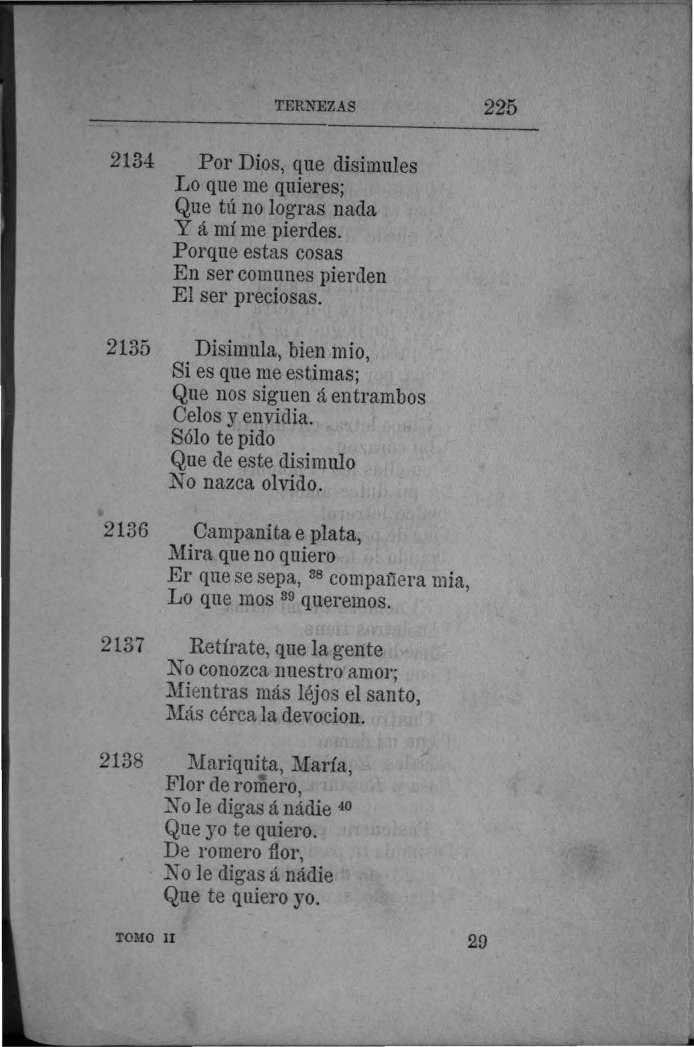 TERNEZAS 225
2134 Por Dios, que disimules
Lo que me quieres;
Que tú no logras nada
Y á mí me pierdes.
Porque estas cosas
En ser comunes pierden
El ser preciosas.
2135 Disimula, bien mio,
Si es que me estimas;
Que nos siguen á entrambos
Celos y envidia.
Sólo te pido
Que de este disimulo
No nazca olvido.
2136 Campanita e plata,
Mira que no quiero
Er que se sepa, ³⁸ compañera mia,
Lo que mos ³⁹ queremos.
2137 Retírate, que la gente
No conozca nuestro amor;
Mientras más léjos el santo,
Más cérca la devocion.
2138 Mariquita, María,
Flor de romero,
No le digas á nádie ⁴⁰
Que yo te quiero.
De romero flor,
No le digas á nádie
Que te quiero yo.
TOMO II 29